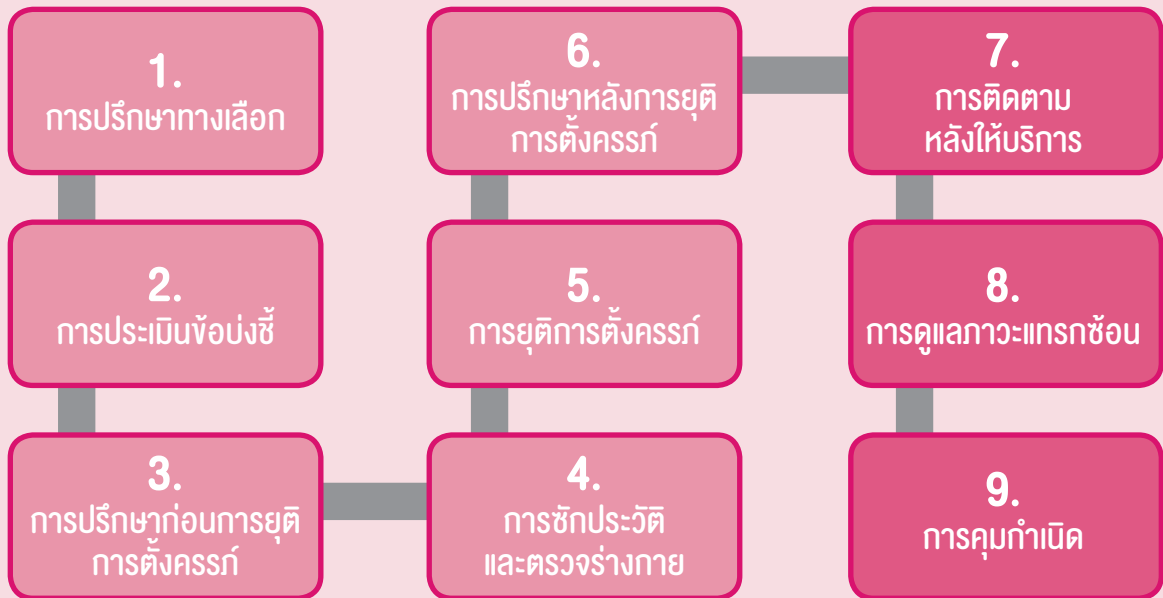 1.
การปรึกษาทางเลือก
2.
การประเมินข้อบ่งชี้
3.
การปรึกษาก่อนการยุติ
การตั้งครรภ์
4.
การซักประวัติ
และตรวจร่างกาย
5.
การยุติการตั้งครรภ์
6.
การปรึกษาหลังการยุติ
การตั้งครรภ์
7.
การติดตาม
หลังให้บริการ
8.
การดูแลภาวะแทรกซ้อน
9.
การคุมกำเนิด